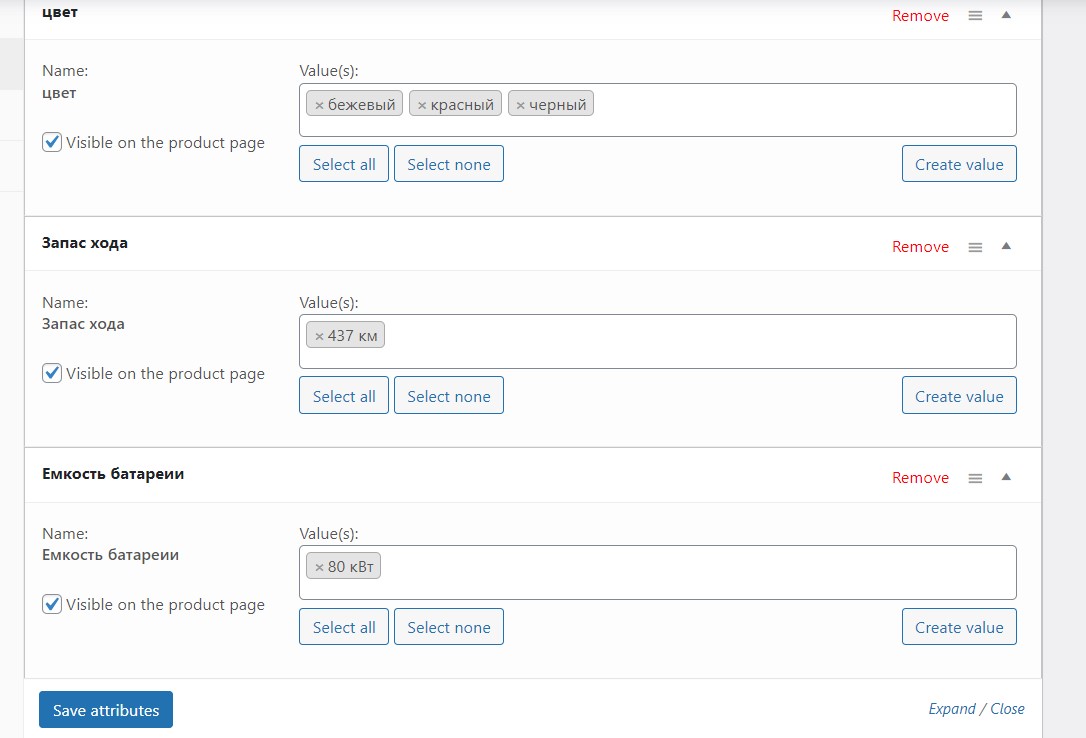 цвет
Remove
Name:
Value(s):
цвет
× бежевый × красный × черный
Visible on the product page
Select all Select none Create value
Запас хода
Remove
Name:
Value(s):
Запас хода
× 437 км
Visible on the product page
Select all Select none Create value
Емкость батареии
Remove
Name:
Value(s):
Емкость батареии
× 80 кВт
Visible on the product page
Select all Select none Create value
Save attributes
Expand / Close